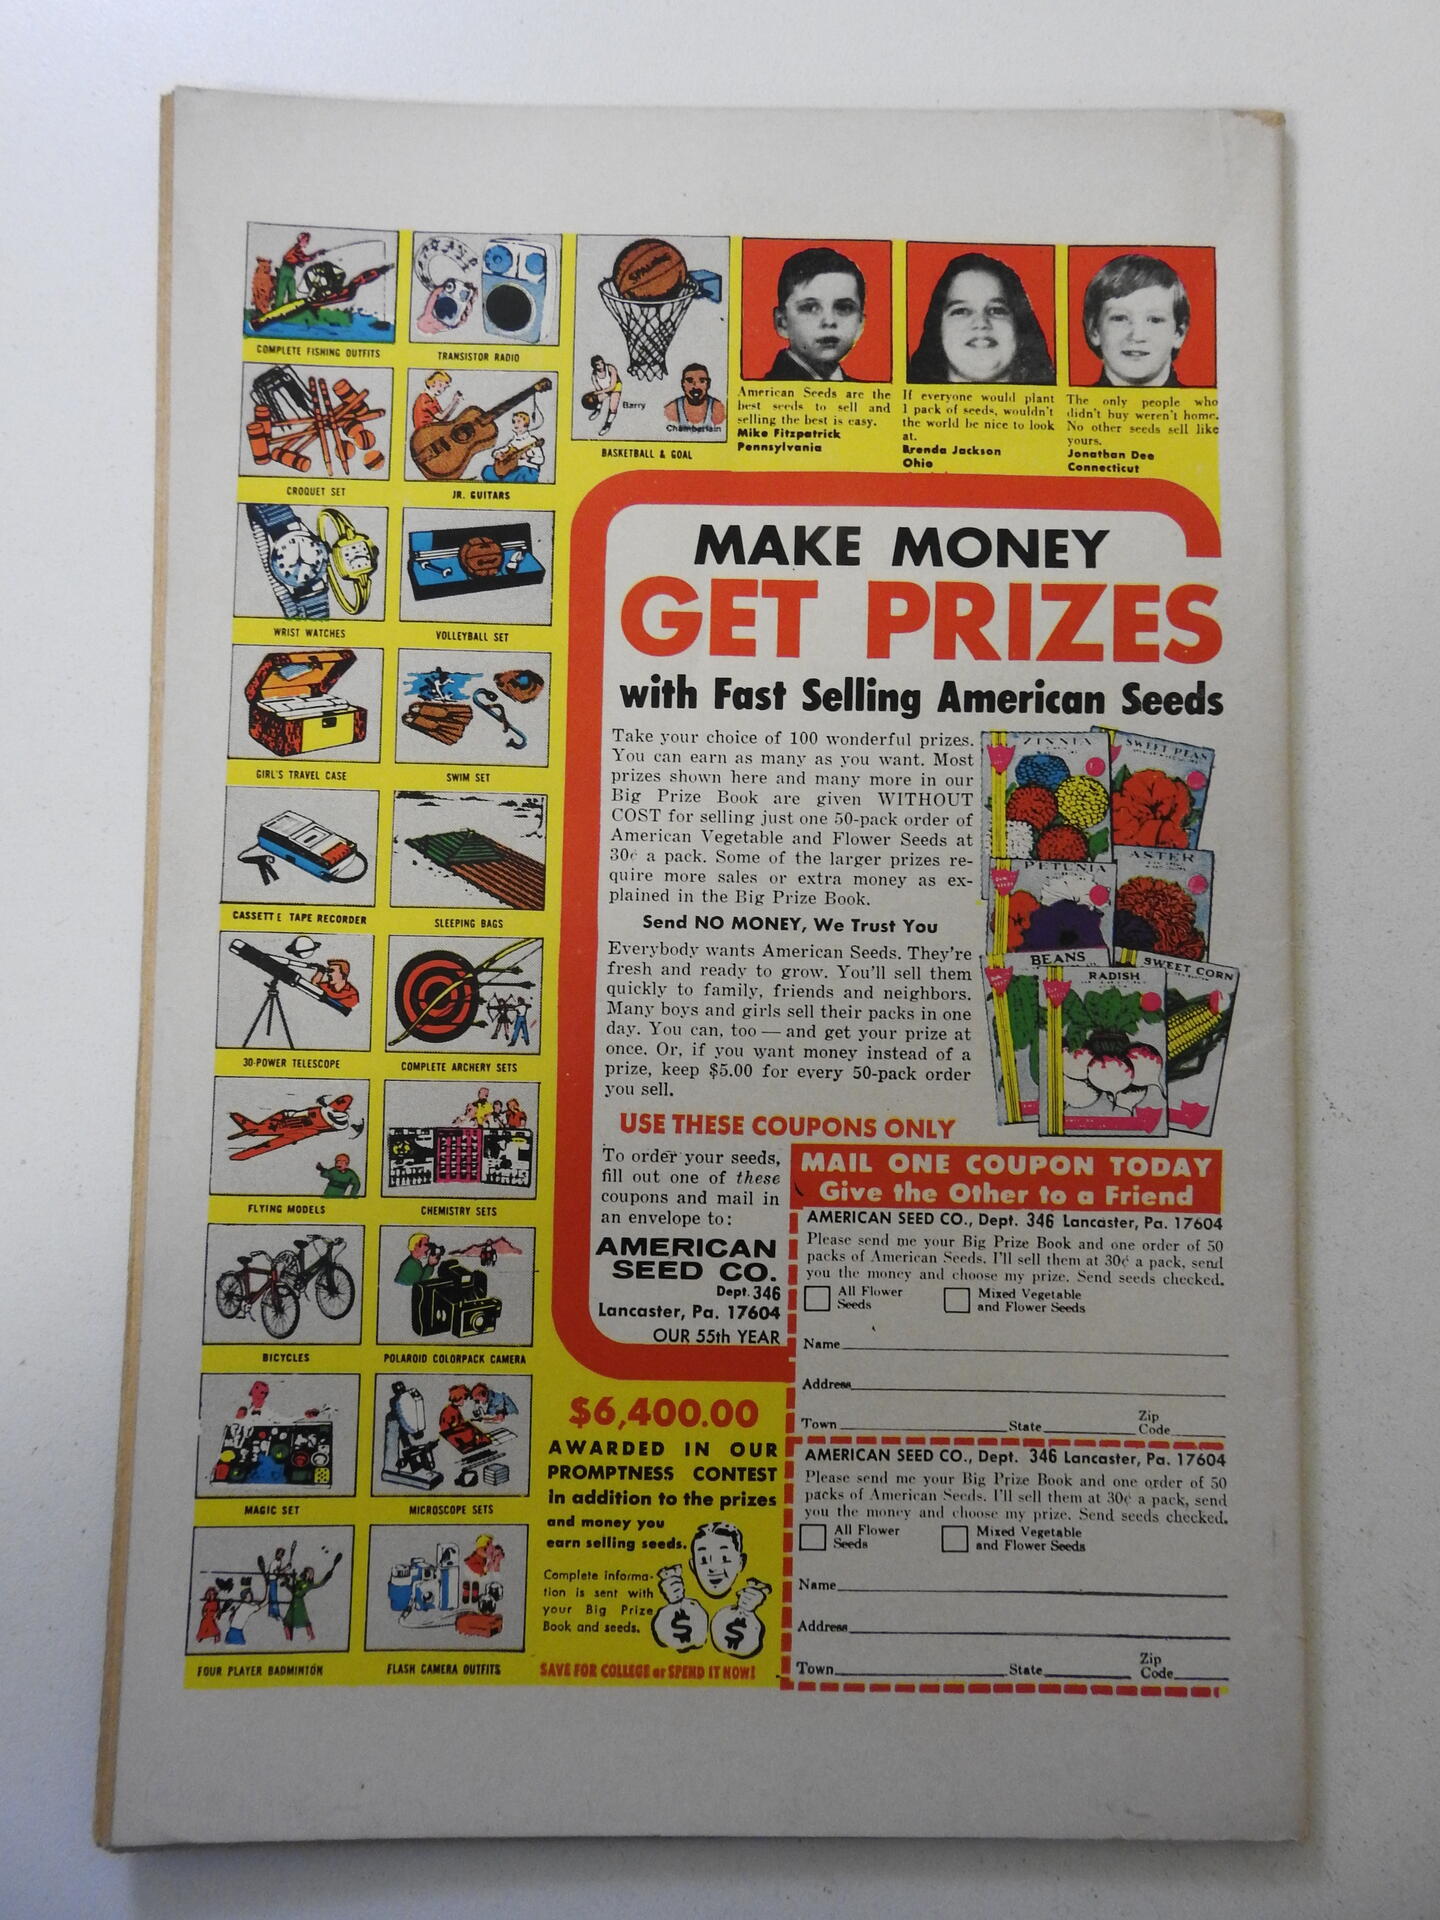 COMPLETE FISHING OUTFITS
TRANSISTOR RADIO
SPALDING
Barry
Chamberlain
BASKETBALL & GOAL
CROQUET SET
JR. GUITARS
WRIST WATCHES
VOLLEYBALL SET
GIRL'S TRAVEL CASE
SWIM SET
CASSETTE TAPE RECORDER
SLEEPING BAGS
30-POWER TELESCOPE
COMPLETE ARCHERY SETS
FLYING MODELS
CHEMISTRY SETS
BICYCLES
POLAROID COLORPACK CAMERA
MAGIC SET
MICROSCOPE SETS
FOUR PLAYER BADMINTON
FLASH CAMERA OUTFITS
American Seeds are the
best seeds to sell and
selling the best is easy.
Mike Fitzpatrick
Pennsylvania
If everyone would plant
1 pack of seeds, wouldn't
the world be nice to look
at.
Brenda Jackson
Ohio
The only people who
didn't buy weren't home.
No other seeds sell like
yours.
Jonathan Dee
Connecticut
MAKE MONEY
GET PRIZES
with Fast Selling American Seeds
Take your choice of 100 wonderful prizes.
You can earn as many as you want. Most
prizes shown here and many more in our
Big Prize Book are given WITHOUT
COST for selling just one 50-pack order of
American Vegetable and Flower Seeds at
30¢ a pack. Some of the larger prizes re-
quire more sales or extra money as ex-
plained in the Big Prize Book.
Send NO MONEY, We Trust You
Everybody wants American Seeds. They're
fresh and ready to grow. You'll sell them
quickly to family, friends and neighbors.
Many boys and girls sell their packs in one
day. You can, too — and get your prize at
once. Or, if you want money instead of a
prize, keep $5.00 for every 50-pack order
you sell.
ZINNIA
SWEET PEAS
PETUNIA
ASTER
BEANS
RADISH
SWEET CORN
USE THESE COUPONS ONLY
To order your seeds,
fill out one of these
coupons and mail in
an envelope to:
AMERICAN
SEED CO.
Dept. 346
Lancaster, Pa. 17604
OUR 55th YEAR
MAIL ONE COUPON TODAY
Give the Other to a Friend
AMERICAN SEED CO., Dept. 346 Lancaster, Pa. 17604
Please send me your Big Prize Book and one order of 50
packs of American Seeds. I'll sell them at 30¢ a pack, send
you the money and choose my prize. Send seeds checked.
All Flower
Seeds
Mixed Vegetable
and Flower Seeds
Name
Address
Town State Zip Code
AMERICAN SEED CO., Dept. 346 Lancaster, Pa. 17604
Please send me your Big Prize Book and one order of 50
packs of American Seeds. I'll sell them at 30¢ a pack, send
you the money and choose my prize. Send seeds checked.
All Flower
Seeds
Mixed Vegetable
and Flower Seeds
Name
Address
Town State Zip Code
$6,400.00
AWARDED IN OUR
PROMPTNESS CONTEST
in addition to the prizes
and money you
earn selling seeds.
Complete informa-
tion is sent with
your Big Prize
Book and seeds.
$ $
SAVE FOR COLLEGE or SPEND IT NOW!